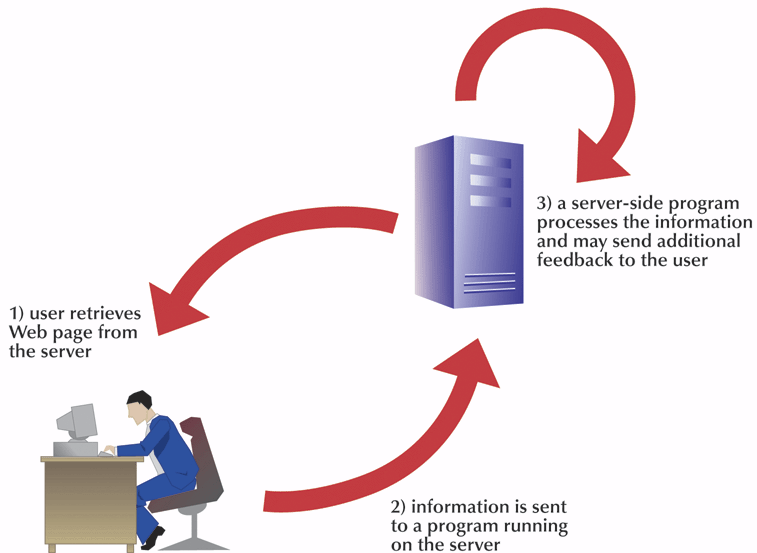 1) user retrieves
Web page from
the server
2) information is sent
to a program running
on the server
3) a server-side program
processes the information
and may send additional
feedback to the user